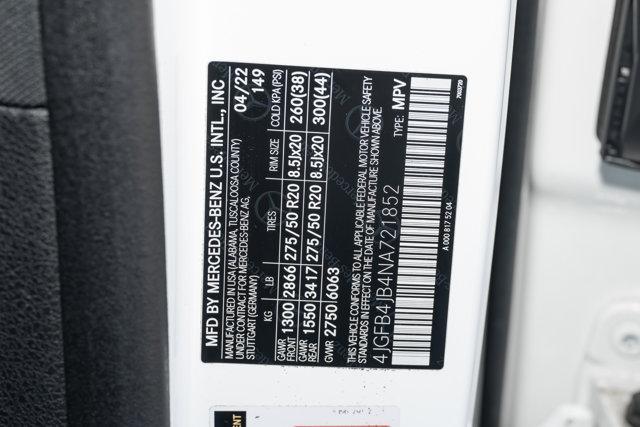 MFD BY MERCEDES-BENZ U.S. INTL., INC
MANUFACTURED IN USA (ALABAMA, TUSCALOOSA COUNTY) 04/22
UNDER CONTRACT FOR MERCEDES-BENZ AG, 149
STUTTGART (GERMANY)
KG LB TIRES RIM SIZE COLD KPA(PSI)
GAWR FRONT 1300 2866 275/50 R20 8.5Jx20 260(38)
GAWR REAR 1550 3417 275/50 R20 8.5Jx20 300(44)
GVWR 2750 6063
THIS VEHICLE CONFORMS TO ALL APPLICABLE FEDERAL MOTOR VEHICLE SAFETY
STANDARDS IN EFFECT ON THE DATE OF MANUFACTURE SHOWN ABOVE.
4JGFB4JB4NA721852 TYPE: MPV
A 000 817 52 04